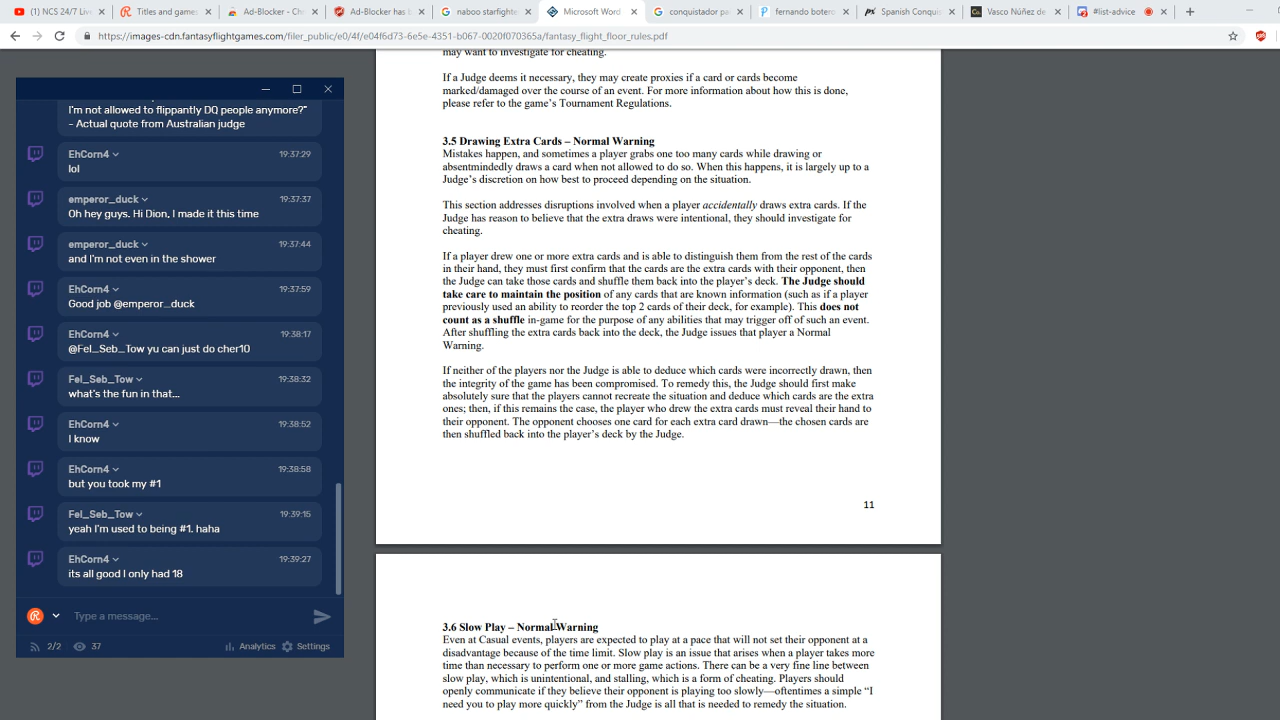 (1) NCS 24/7 Live
Titles and games
Ad-Blocker - Ch
Ad-Blocker has b
naboo starfighte
Microsoft Word
conquistador pa
fernando botero
Spanish Conqui
Vasco Núñez de
#list-advice
https://images-cdn.fantasyflightgames.com/filer_public/e0/4f/e04f6d73-6e5e-4351-b067-0020f070365a/fantasy_flight_floor_rules.pdf
I'm not allowed to flippantly DQ people anymore?"
– Actual quote from Australian judge
EhCorn4 19:37:29
lol
emperor_duck 19:37:37
Oh hey guys. Hi Dion, I made it this time
emperor_duck 19:37:44
and I'm not even in the shower
EhCorn4 19:37:59
Good job @emperor_duck
EhCorn4 19:38:17
@Fel_Seb_Tow yu can just do cher10
Fel_Seb_Tow 19:38:32
what's the fun in that...
EhCorn4 19:38:52
I know
EhCorn4 19:38:58
but you took my #1
Fel_Seb_Tow 19:39:15
yeah I'm used to being #1. haha
EhCorn4 19:39:27
its all good I only had 18
Type a message...
2/2 37 Analytics Settings
may want to investigate for cheating.
If a Judge deems it necessary, they may create proxies if a card or cards become
marked/damaged over the course of an event. For more information about how this is done,
please refer to the game's Tournament Regulations.
3.5 Drawing Extra Cards – Normal Warning
Mistakes happen, and sometimes a player grabs one too many cards while drawing or
absentmindedly draws a card when not allowed to do so. When this happens, it is largely up to a
Judge's discretion on how best to proceed depending on the situation.
This section addresses disruptions involved when a player accidentally draws extra cards. If the
Judge has reason to believe that the extra draws were intentional, they should investigate for
cheating.
If a player drew one or more extra cards and is able to distinguish them from the rest of the cards
in their hand, they must first confirm that the cards are the extra cards with their opponent, then
the Judge can take those cards and shuffle them back into the player's deck. The Judge should
take care to maintain the position of any cards that are known information (such as if a player
previously used an ability to reorder the top 2 cards of their deck, for example). This does not
count as a shuffle in-game for the purpose of any abilities that may trigger off of such an event.
After shuffling the extra cards back into the deck, the Judge issues that player a Normal
Warning.
If neither of the players nor the Judge is able to deduce which cards were incorrectly drawn, then
the integrity of the game has been compromised. To remedy this, the Judge should first make
absolutely sure that the players cannot recreate the situation and deduce which cards are the extra
ones; then, if this remains the case, the player who drew the extra cards must reveal their hand to
their opponent. The opponent chooses one card for each extra card drawn—the chosen cards are
then shuffled back into the player's deck by the Judge.
11
3.6 Slow Play – Normal Warning
Even at Casual events, players are expected to play at a pace that will not set their opponent at a
disadvantage because of the time limit. Slow play is an issue that arises when a player takes more
time than necessary to perform one or more game actions. There can be a very fine line between
slow play, which is unintentional, and stalling, which is a form of cheating. Players should
openly communicate if they believe their opponent is playing too slowly—oftentimes a simple “I
need you to play more quickly” from the Judge is all that is needed to remedy the situation.